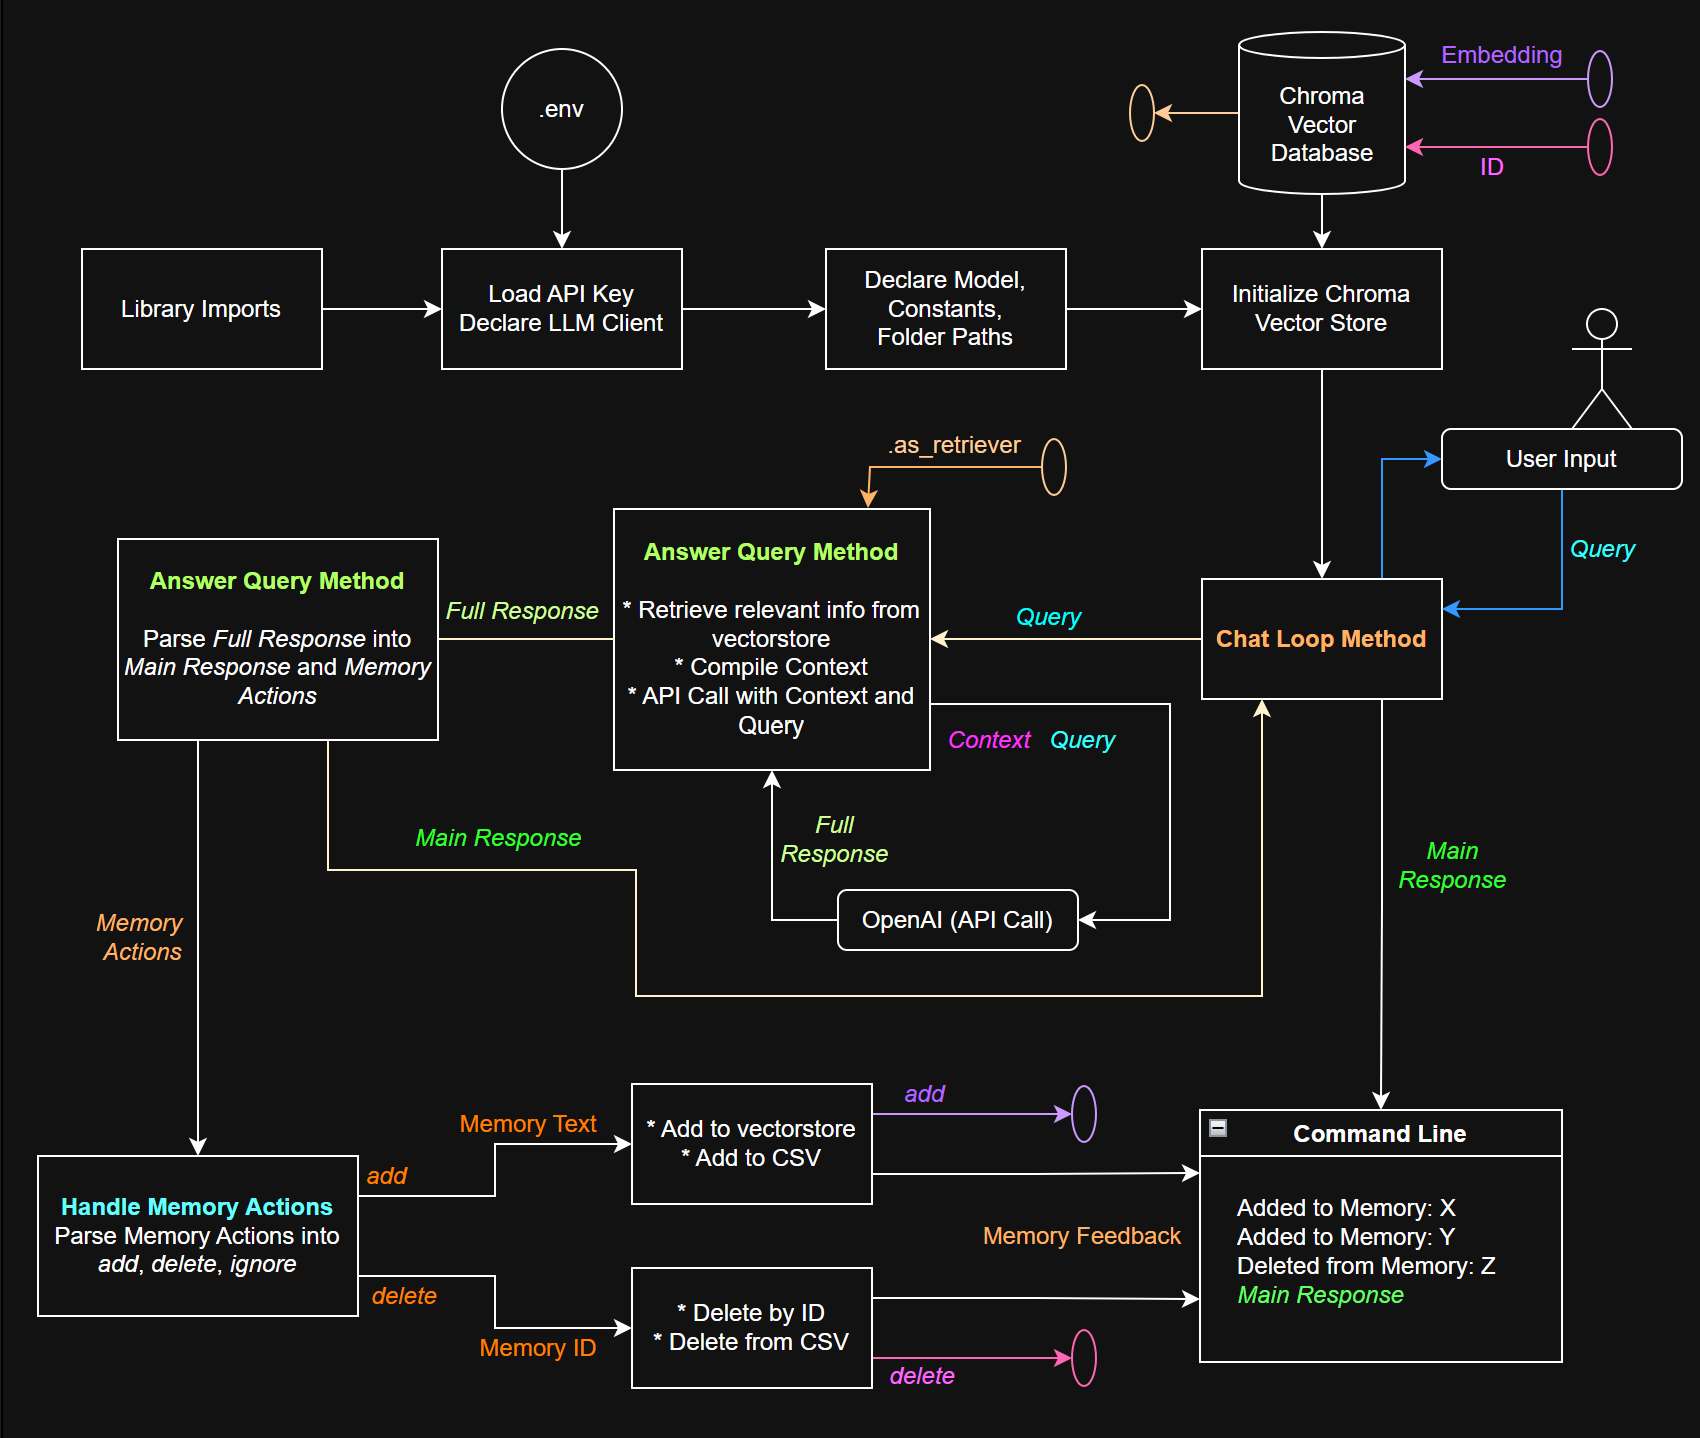 .env
Chroma
Vector
Database
Embedding
ID
Library Imports
Load API Key
Declare LLM Client
Declare Model,
Constants,
Folder Paths
Initialize Chroma
Vector Store
User Input
Query
.as_retriever
Answer Query Method
Parse Full Response into
Main Response and Memory
Actions
Full Response
Answer Query Method
* Retrieve relevant info from
vectorstore
* Compile Context
* API Call with Context and
Query
Query
Chat Loop Method
Context Query
Full
Response
OpenAI (API Call)
Main Response
Main
Response
Memory
Actions
Handle Memory Actions
Parse Memory Actions into
add, delete, ignore
add
Memory Text
delete
Memory ID
* Add to vectorstore
* Add to CSV
add
Memory Feedback
* Delete by ID
* Delete from CSV
delete
Command Line
Added to Memory: X
Added to Memory: Y
Deleted from Memory: Z
Main Response